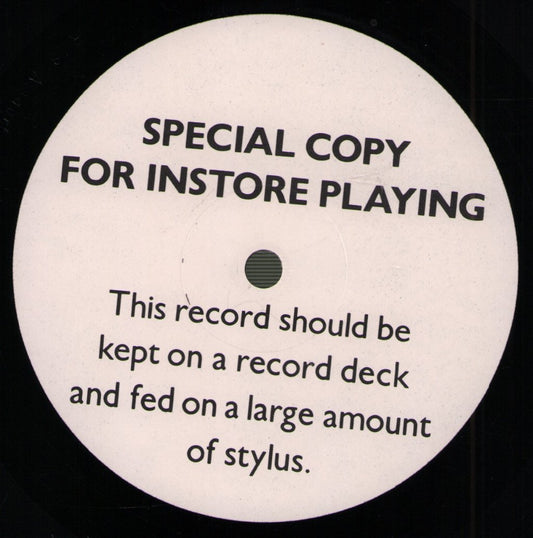 SPECIAL COPY
FOR INSTORE PLAYING
This record should be
kept on a record deck
and fed on a large amount
of stylus.